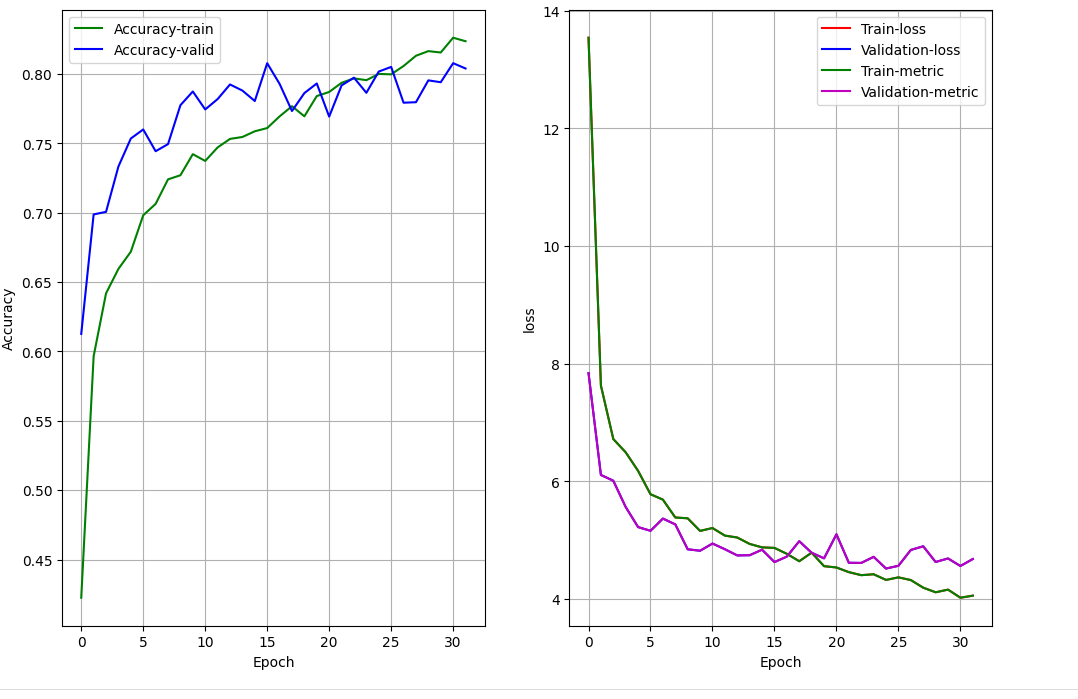 Accuracy-train
Accuracy-valid
0.80
0.75
0.70
0.65
0.60
0.55
0.50
0.45
Accuracy
0 5 10 15 20 25 30
Epoch
Train-loss
Validation-loss
Train-metric
Validation-metric
14
12
10
8
6
4
loss
0 5 10 15 20 25 30
Epoch